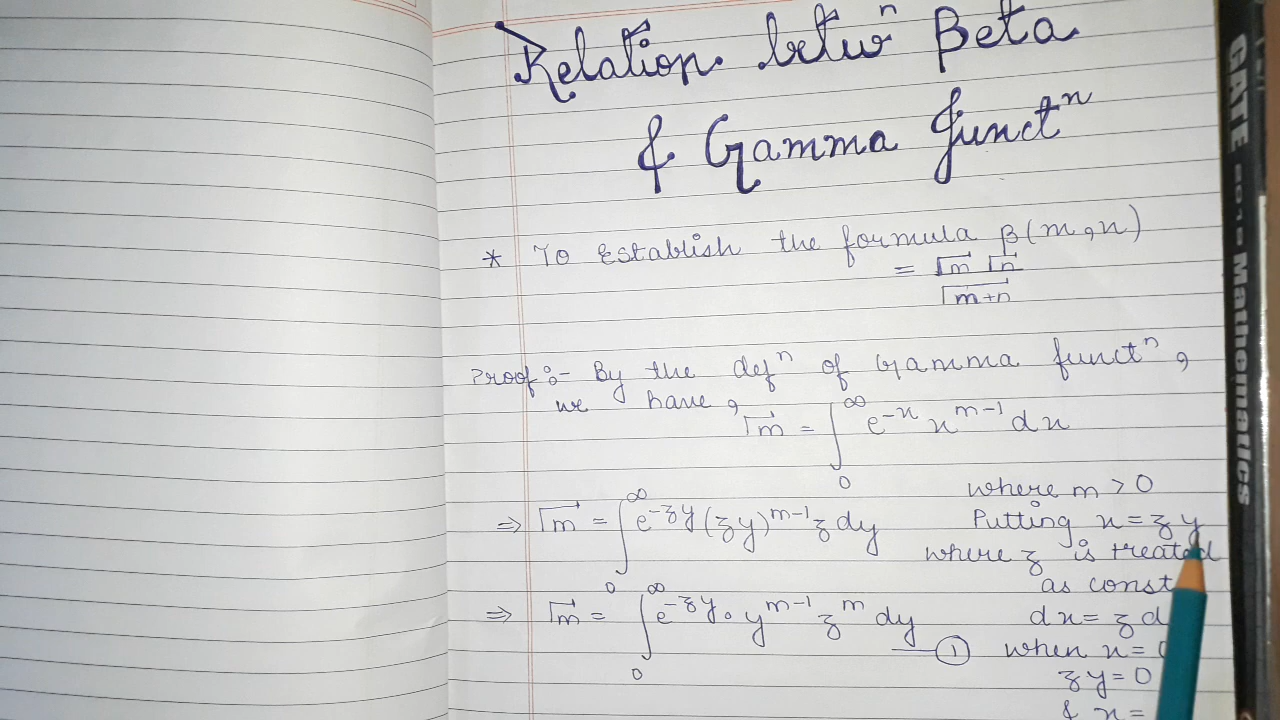 Relation betwⁿ Beta
& Gamma functⁿ
* To establish the formula β(m,n)
= Γm Γn
Γm+n
Proof :- By the defⁿ of Gamma functⁿ,
we have,
Γm = ∫₀^∞ e^{-x} x^{m-1} dx
where m > 0
⇒ Γm = ∫₀^∞ e^{-zy} (zy)^{m-1} z dy Putting x = zy
where z is treated
as const
⇒ Γm = ∫₀^∞ e^{-zy} . y^{m-1} z^m dy dx = z d
— ① when x = 0
zy = 0
& x =
GATE Mathematics